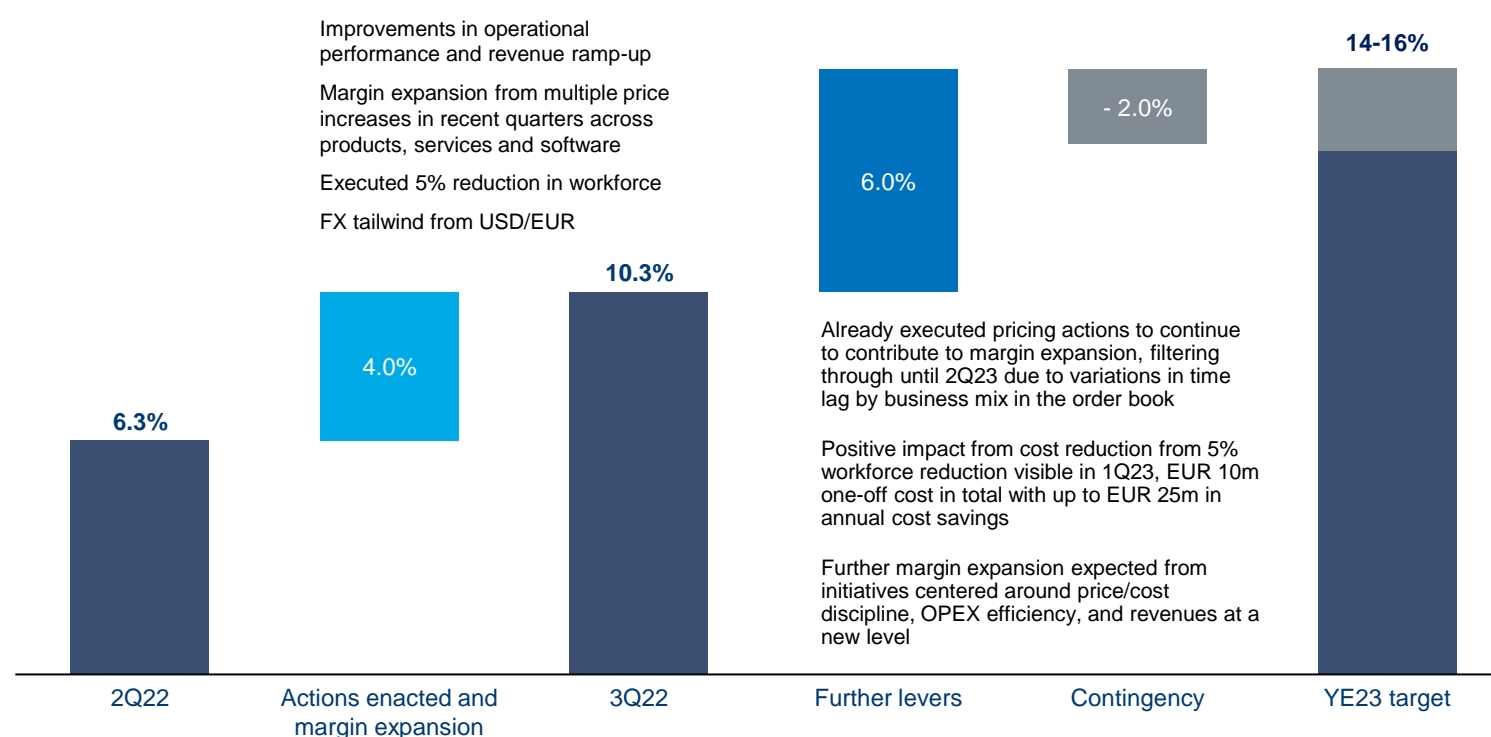 Improvements in operational
performance and revenue ramp-up
Margin expansion from multiple price
increases in recent quarters across
products, services and software
Executed 5% reduction in workforce
FX tailwind from USD/EUR
6.3%
4.0%
10.3%
6.0%
- 2.0%
14-16%
Already executed pricing actions to continue
to contribute to margin expansion, filtering
through until 2Q23 due to variations in time
lag by business mix in the order book
Positive impact from cost reduction from 5%
workforce reduction visible in 1Q23, EUR 10m
one-off cost in total with up to EUR 25m in
annual cost savings
Further margin expansion expected from
initiatives centered around price/cost
discipline, OPEX efficiency, and revenues at a
new level
2Q22
Actions enacted and
margin expansion
3Q22
Further levers
Contingency
YE23 target